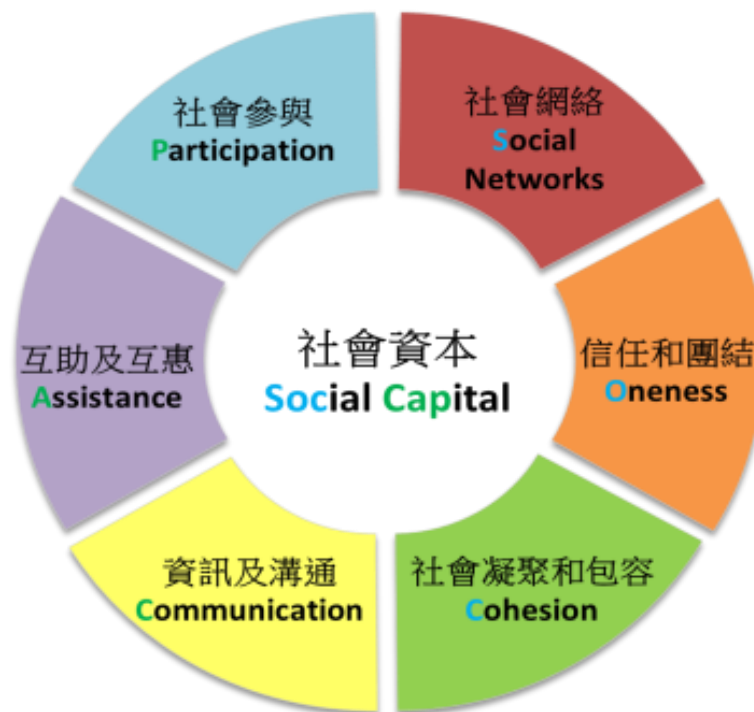 社會參與
Participation
社會網絡
Social
Networks
互助及互惠
Assistance
社會資本
Social Capital
信任和團結
Oneness
資訊及溝通
Communication
社會凝聚和包容
Cohesion